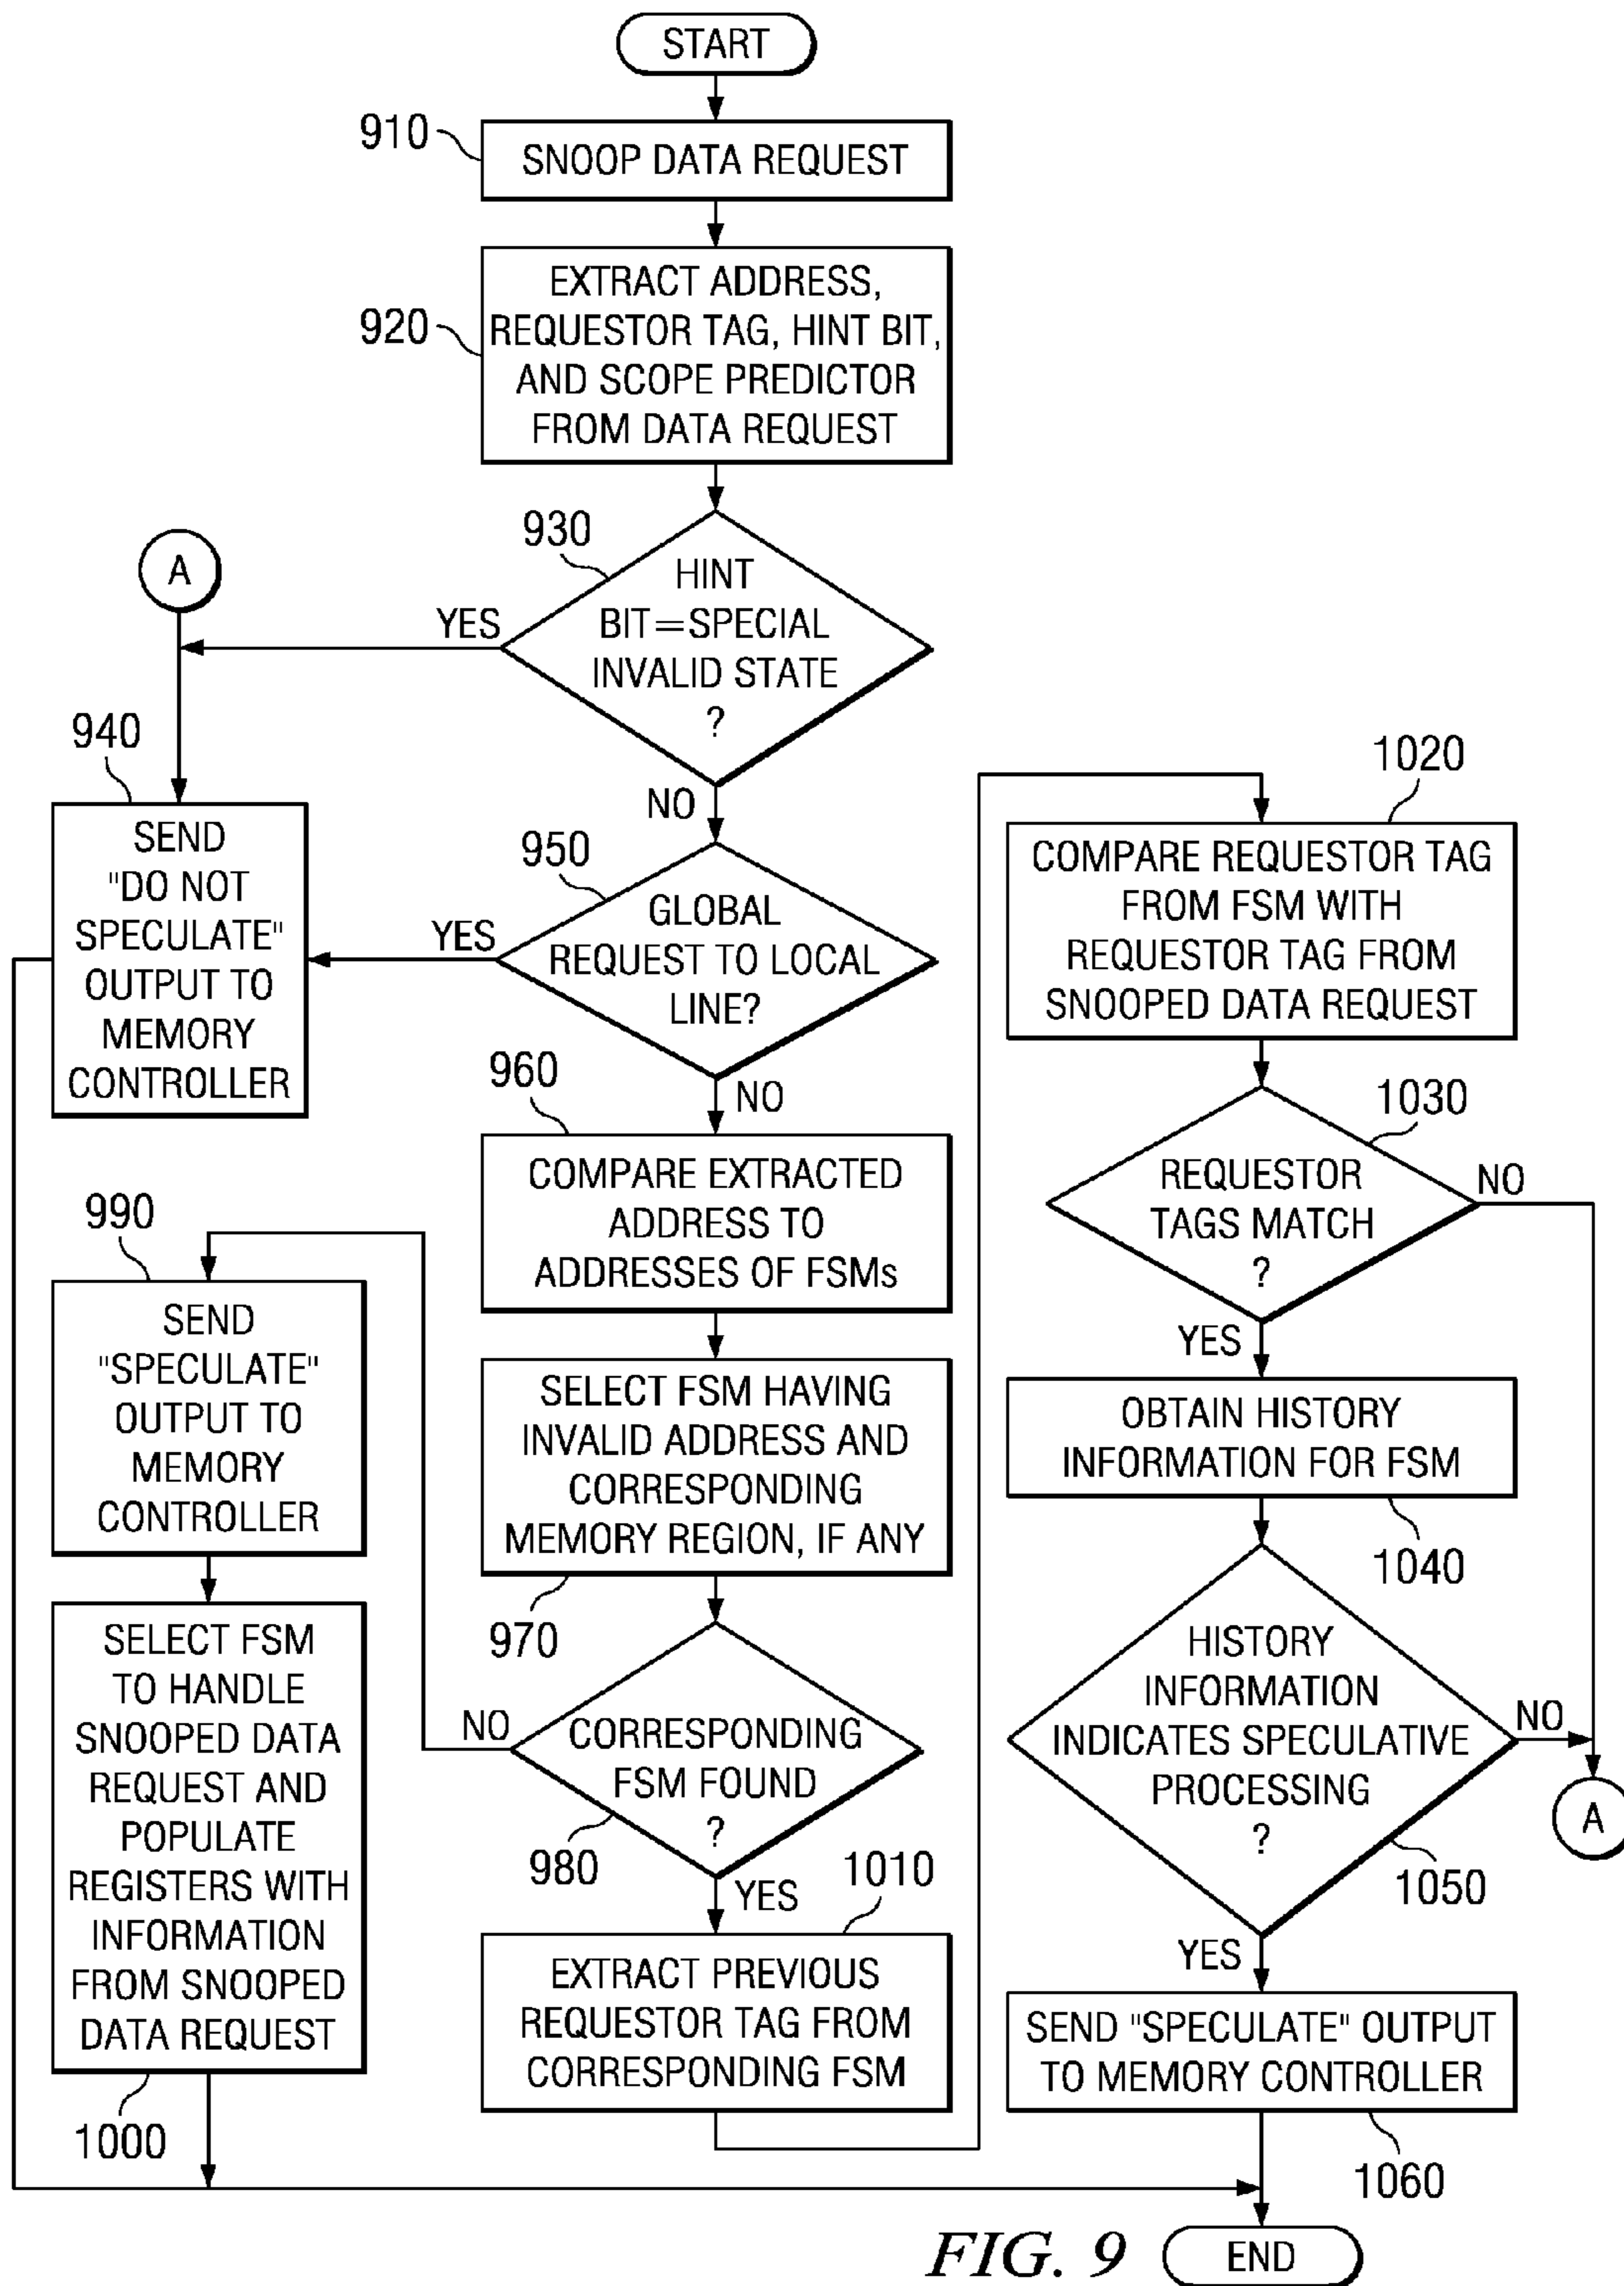 START
910
SNOOP DATA REQUEST
920
EXTRACT ADDRESS,
REQUESTOR TAG, HINT BIT,
AND SCOPE PREDICTOR
FROM DATA REQUEST
930
HINT
BIT=SPECIAL
INVALID STATE
?
YES
NO
A
940
SEND
"DO NOT
SPECULATE"
OUTPUT TO
MEMORY
CONTROLLER
950
GLOBAL
REQUEST TO LOCAL
LINE?
YES
NO
960
COMPARE EXTRACTED
ADDRESS TO
ADDRESSES OF FSMs
SELECT FSM HAVING
INVALID ADDRESS AND
CORRESPONDING
MEMORY REGION, IF ANY
970
CORRESPONDING
FSM FOUND
?
980
NO
YES
990
SEND
"SPECULATE"
OUTPUT TO
MEMORY
CONTROLLER
SELECT FSM
TO HANDLE
SNOOPED DATA
REQUEST AND
POPULATE
REGISTERS WITH
INFORMATION
FROM SNOOPED
DATA REQUEST
1000
1010
EXTRACT PREVIOUS
REQUESTOR TAG FROM
CORRESPONDING FSM
1020
COMPARE REQUESTOR TAG
FROM FSM WITH
REQUESTOR TAG FROM
SNOOPED DATA REQUEST
1030
REQUESTOR
TAGS MATCH
?
NO
YES
OBTAIN HISTORY
INFORMATION FOR FSM
1040
HISTORY
INFORMATION
INDICATES SPECULATIVE
PROCESSING
?
NO
A
1050
YES
SEND "SPECULATE" OUTPUT
TO MEMORY CONTROLLER
1060
END
FIG. 9